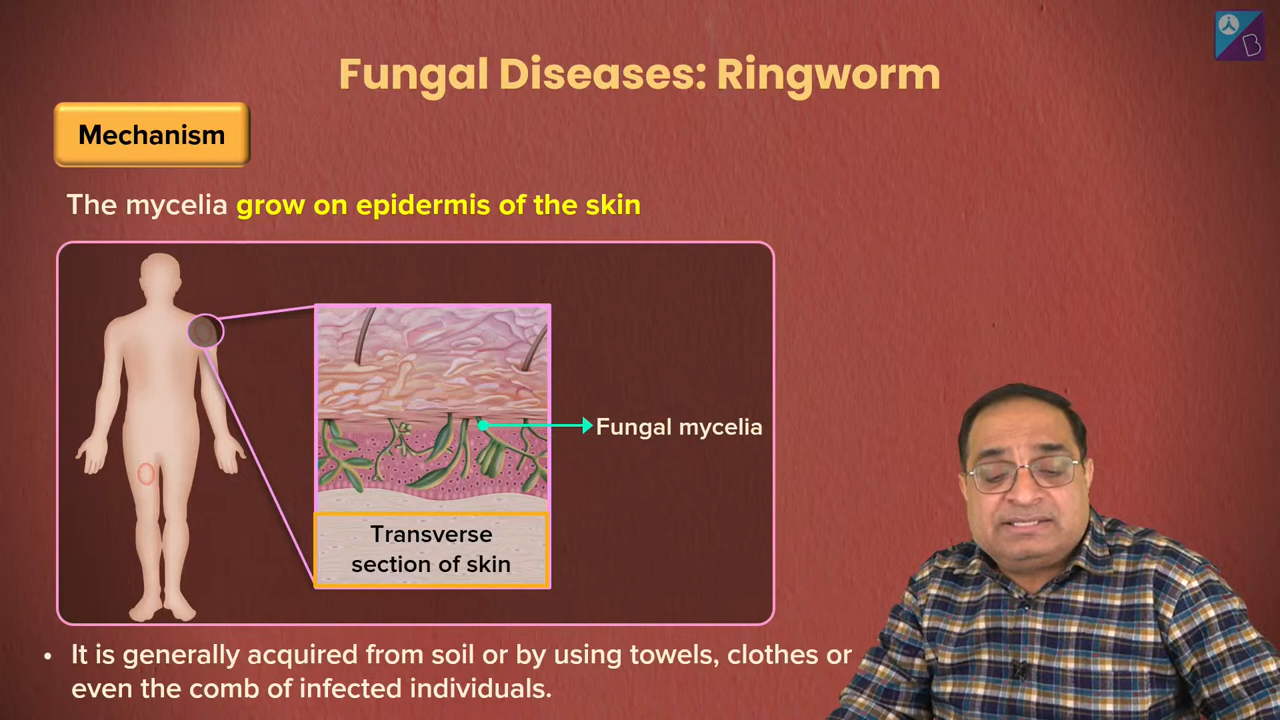 Fungal Diseases: Ringworm
Mechanism
The mycelia grow on epidermis of the skin
Fungal mycelia
Transverse
section of skin
• It is generally acquired from soil or by using towels, clothes or
even the comb of infected individuals.
B